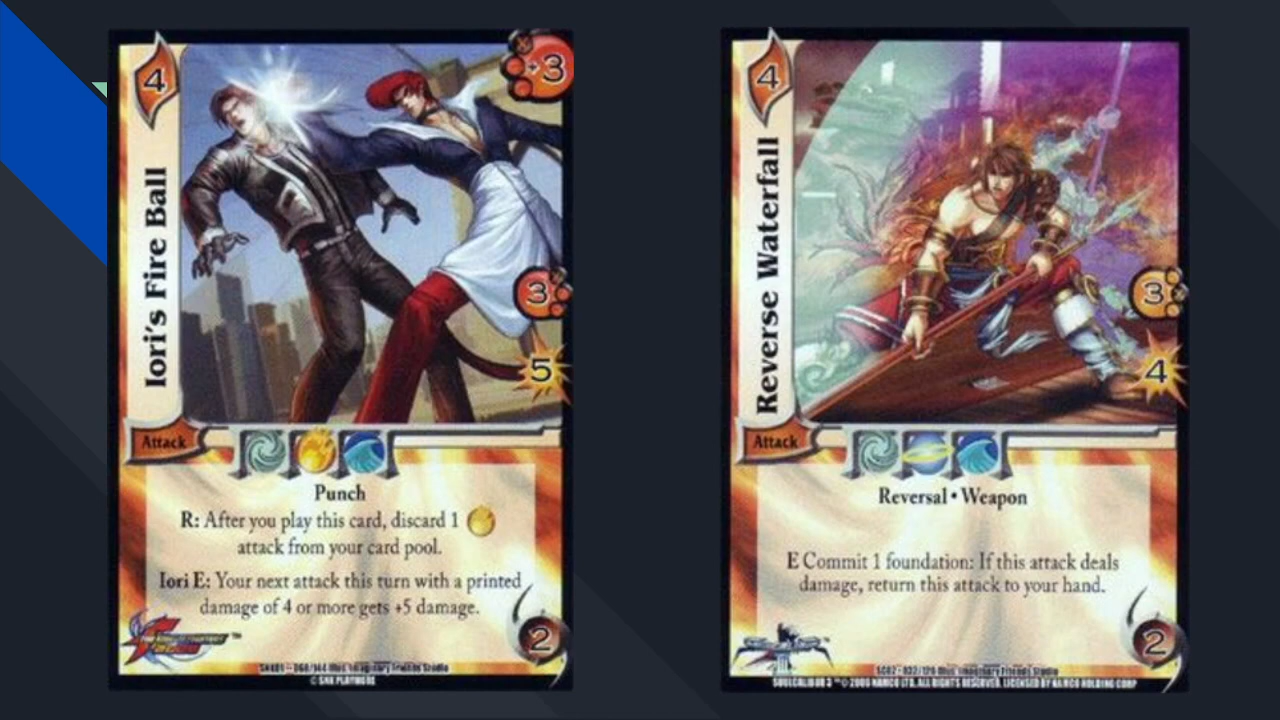 4
+3
Iori's Fire Ball
3
5
Attack
Punch
R: After you play this card, discard 1
attack from your card pool.
Iori E: Your next attack this turn with a printed
damage of 4 or more gets +5 damage.
2
© SNK PLAYMORE
4
Reverse Waterfall
3
4
Attack
Reversal • Weapon
E Commit 1 foundation: If this attack deals
damage, return this attack to your hand.
2